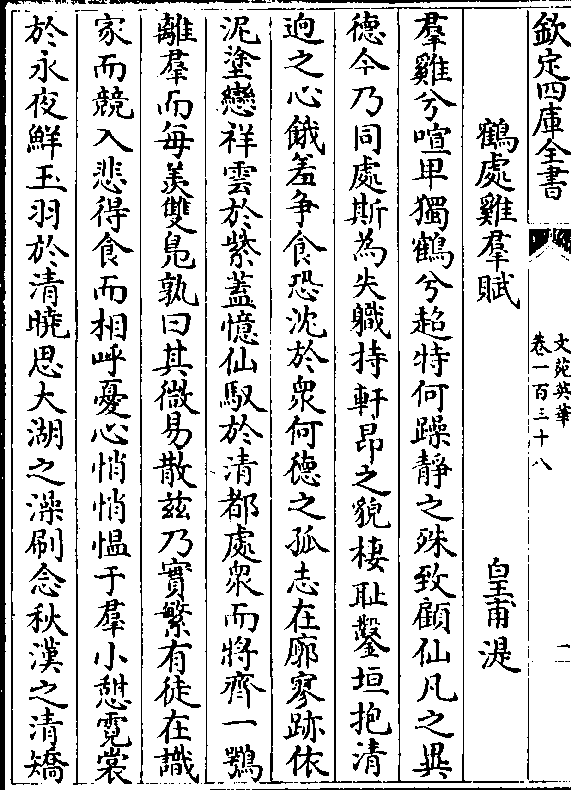 欽定四庫全書
文苑英華
卷一百三十八
二
鶴處雞羣賦
皇甫湜
羣雞兮喧卑獨鶴兮超特何躁靜之殊致顧仙凡之異
德今乃同處斯為失職持軒昂之貌棲耻鑿垣抱清
逈之心餓羞争食恐沈於衆何德之孤志在廓寥跡依
泥塗戀祥雲於紫蓋憶仙馭於清都處衆而將齊一鶚
離羣而每羡雙鳧孰曰其微易散兹乃實繁有徒在識
家而競入悲得食而相呼憂心悄悄愠于羣小憇霓裳
於永夜鮮玉羽於清曉思大湖之澡刷念秋漢之清矯